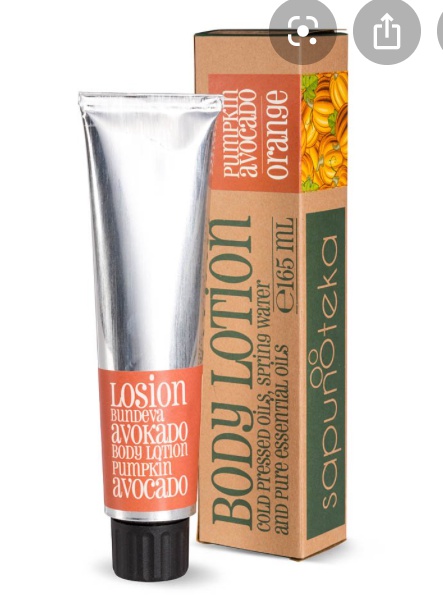 Losion
Bundeva
avokado
Body Lotion
Pumpkin
avocado
Pumpkin
avocado
orange
Body Lotion
Cold Pressed oils, spring water
and Pure essential oils
℮165 mL
sapunoteka